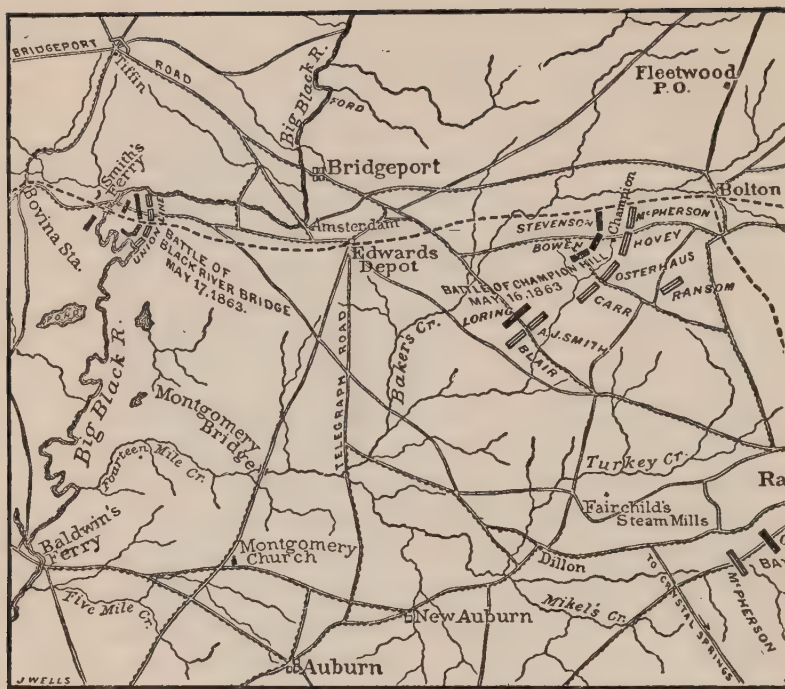 BRIDGEPORT
Tiffin
ROAD
Big Black R.
FORD
Fleetwood
P.O.
Smith's
Ferry
Bridgeport
Bolton
Bovina Sta.
UNION LINE
BATTLE OF
BLACK RIVER BRIDGE
MAY 17, 1863.
Amsterdam
Edwards
Depot
STEVENSON
BOWEN
Champion
McPHERSON
HOVEY
OSTERHAUS
RANSOM
CARR
BATTLE OF CHAMPION HILL
MAY 16, 1863
LORING
A.J. SMITH
BLAIR
POND
Big Black R.
TELEGRAPH ROAD
Baker's Cr.
Montgomery
Bridge
Fourteen Mile Cr.
Turkey Cr.
Ra
Fairchild's
Steam Mills
Baldwin's
Ferry
Montgomery
Church
Dillon
TO CRYSTAL SPRINGS
McPHERSON
C
BAY
Five Mile Cr.
New Auburn
Mikel's Cr.
Auburn
J WELLS